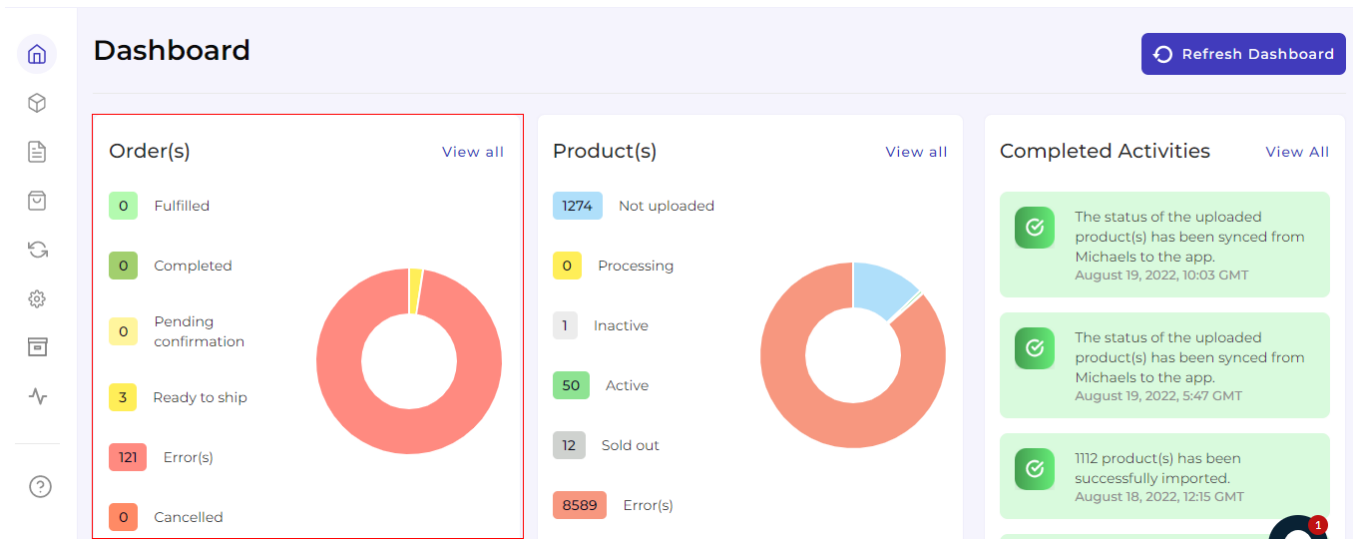 Dashboard
Refresh Dashboard
Order(s)
View all
0 Fulfilled
0 Completed
0 Pending
confirmation
3 Ready to ship
121 Error(s)
0 Cancelled
Product(s)
View all
1274 Not uploaded
0 Processing
1 Inactive
50 Active
12 Sold out
8589 Error(s)
Completed Activities
View All
The status of the uploaded
product(s) has been synced from
Michaels to the app.
August 19, 2022, 10:03 GMT
The status of the uploaded
product(s) has been synced from
Michaels to the app.
August 19, 2022, 5:47 GMT
1112 product(s) has been
successfully imported.
August 18, 2022, 12:15 GMT
1